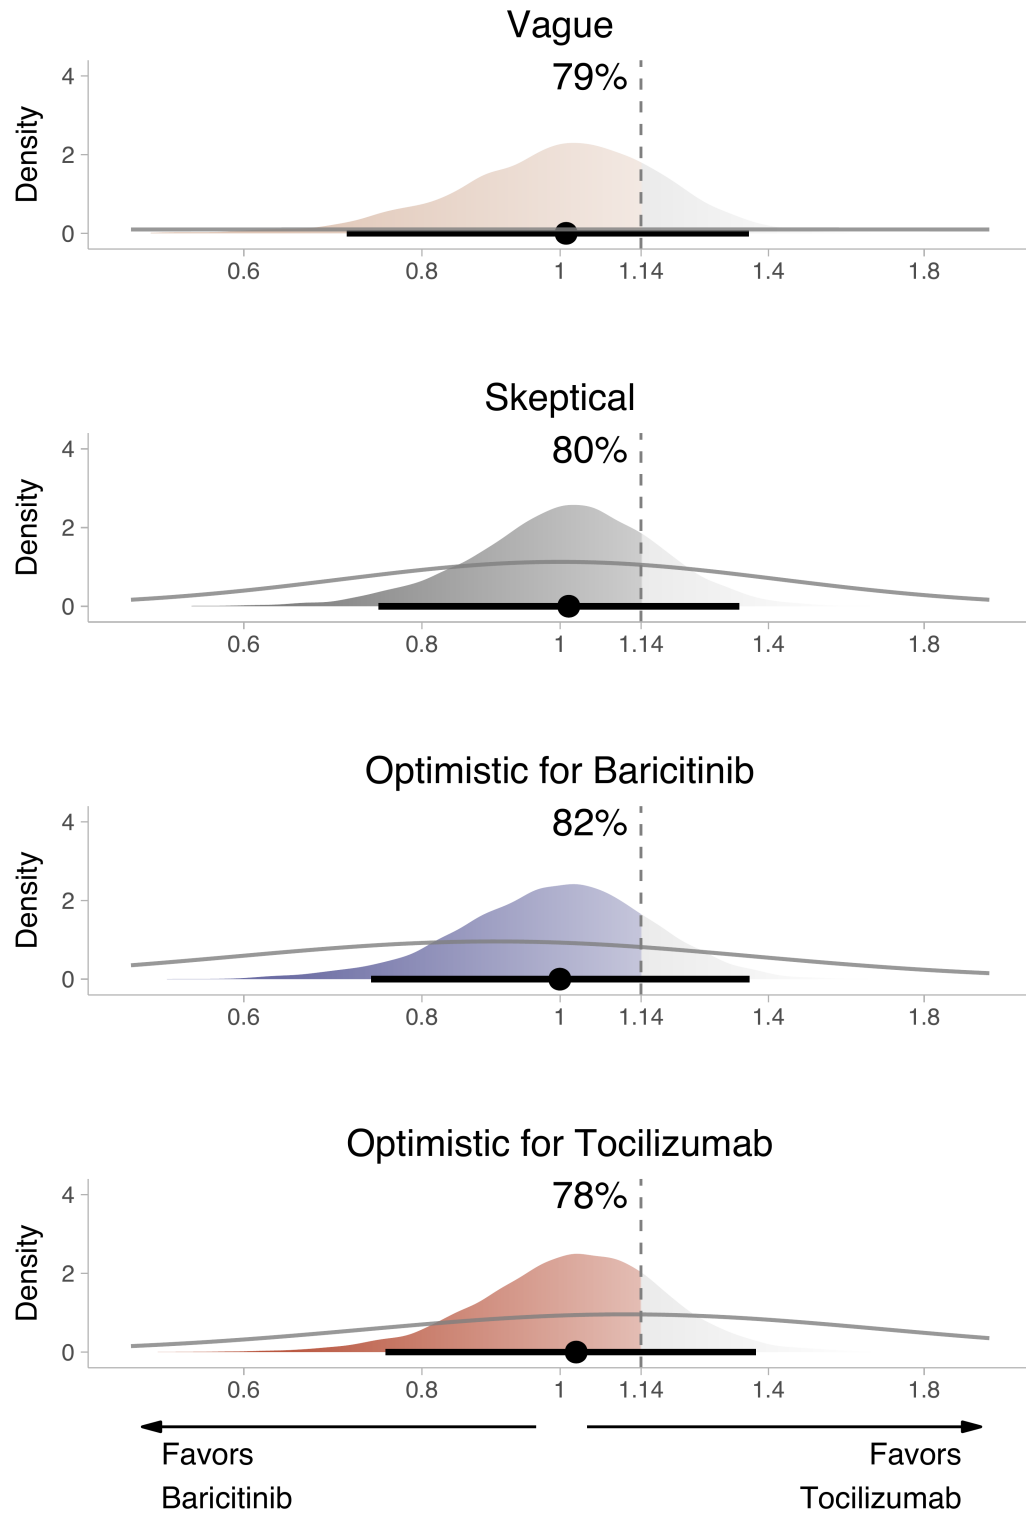 Vague
79%
4
2
0
Density
0.6 0.8 1 1.14 1.4 1.8
Skeptical
80%
4
2
0
Density
0.6 0.8 1 1.14 1.4 1.8
Optimistic for Baricitinib
82%
4
2
0
Density
0.6 0.8 1 1.14 1.4 1.8
Optimistic for Tocilizumab
78%
4
2
0
Density
0.6 0.8 1 1.14 1.4 1.8
Favors
Baricitinib
Favors
Tocilizumab